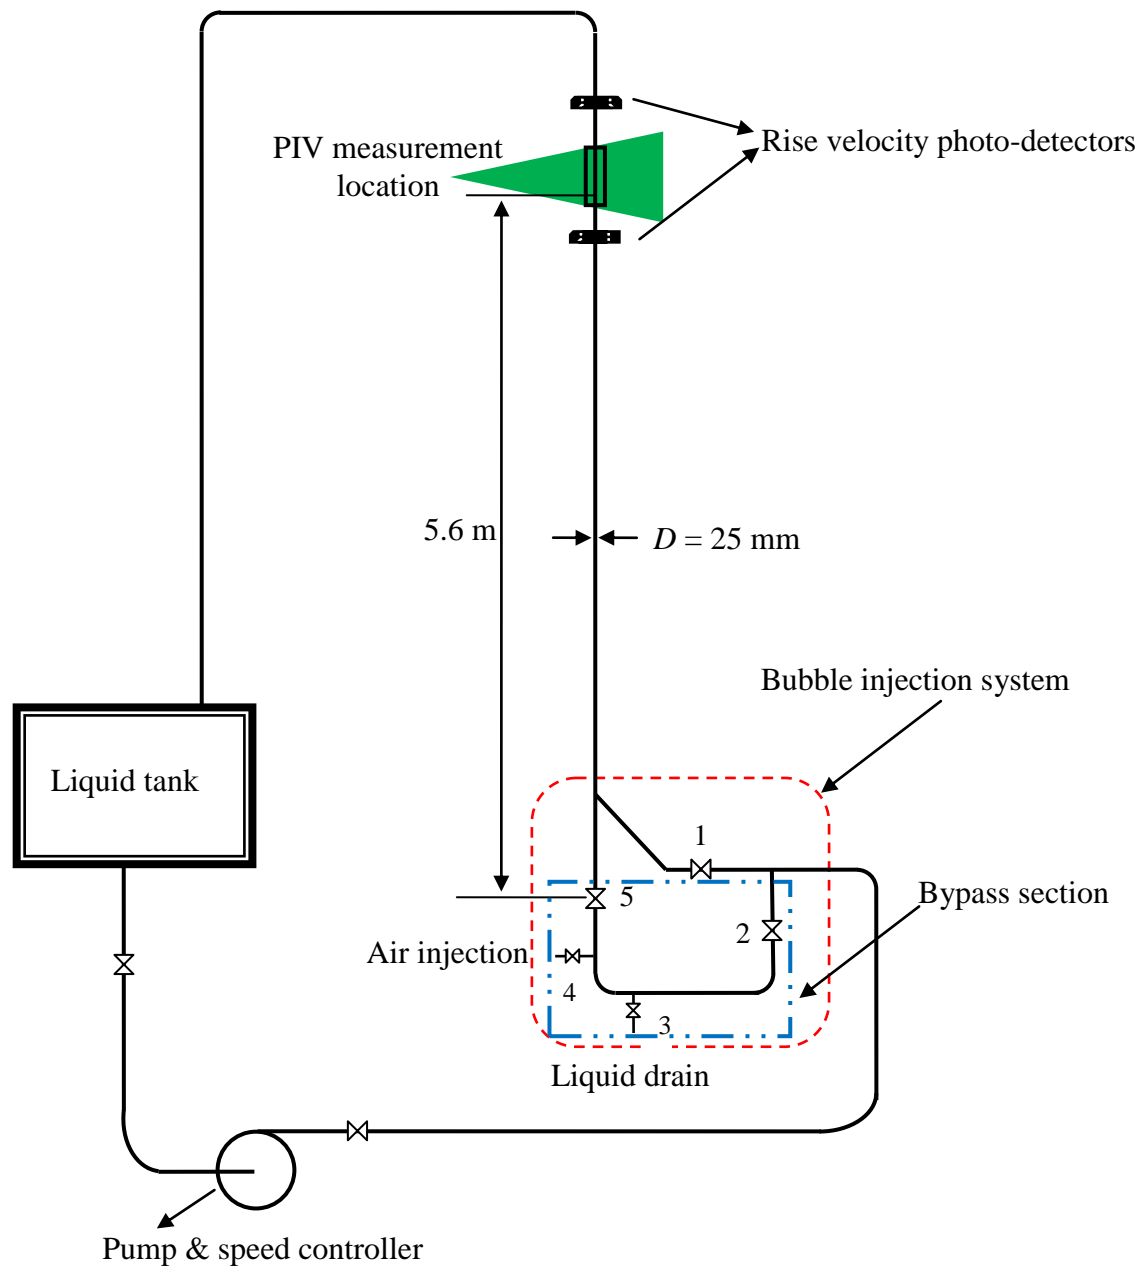 PIV measurement
location
Rise velocity photo-detectors
5.6 m
D = 25 mm
Bubble injection system
Liquid tank
1
Bypass section
5
2
Air injection
4
3
Liquid drain
Pump & speed controller